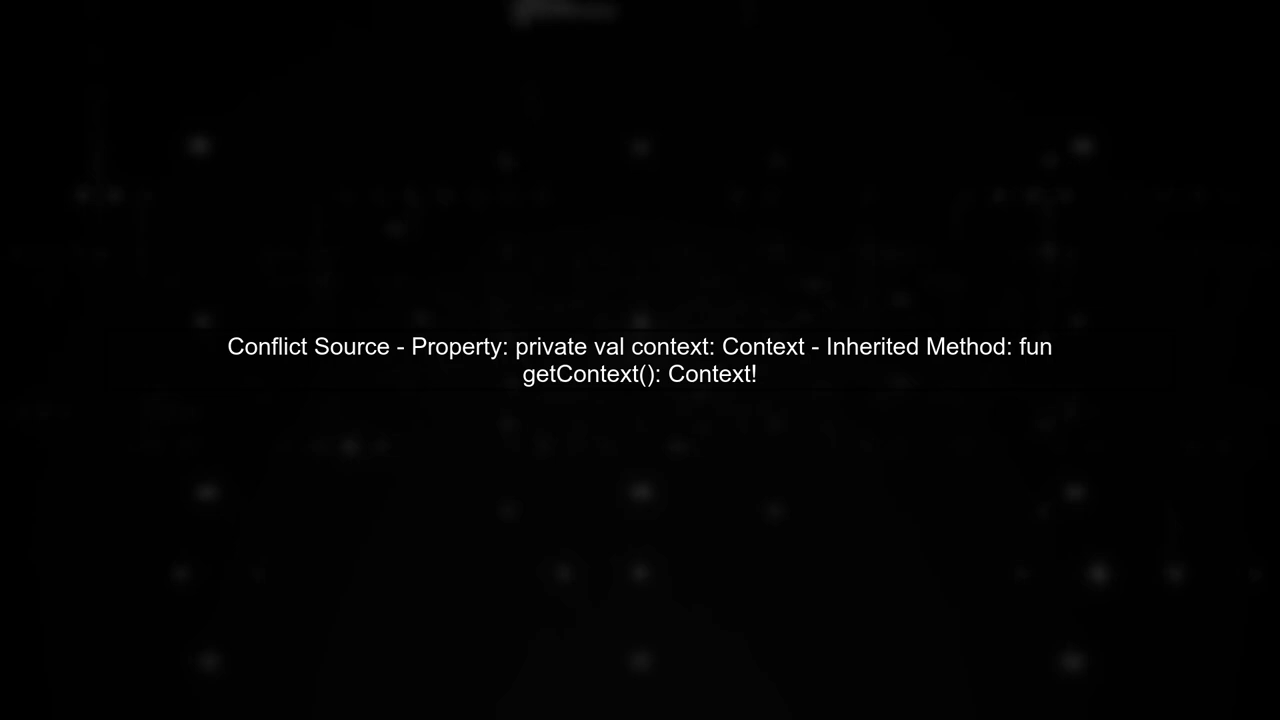 Conflict Source - Property: private val context: Context - Inherited Method: fun
getContext(): Context!